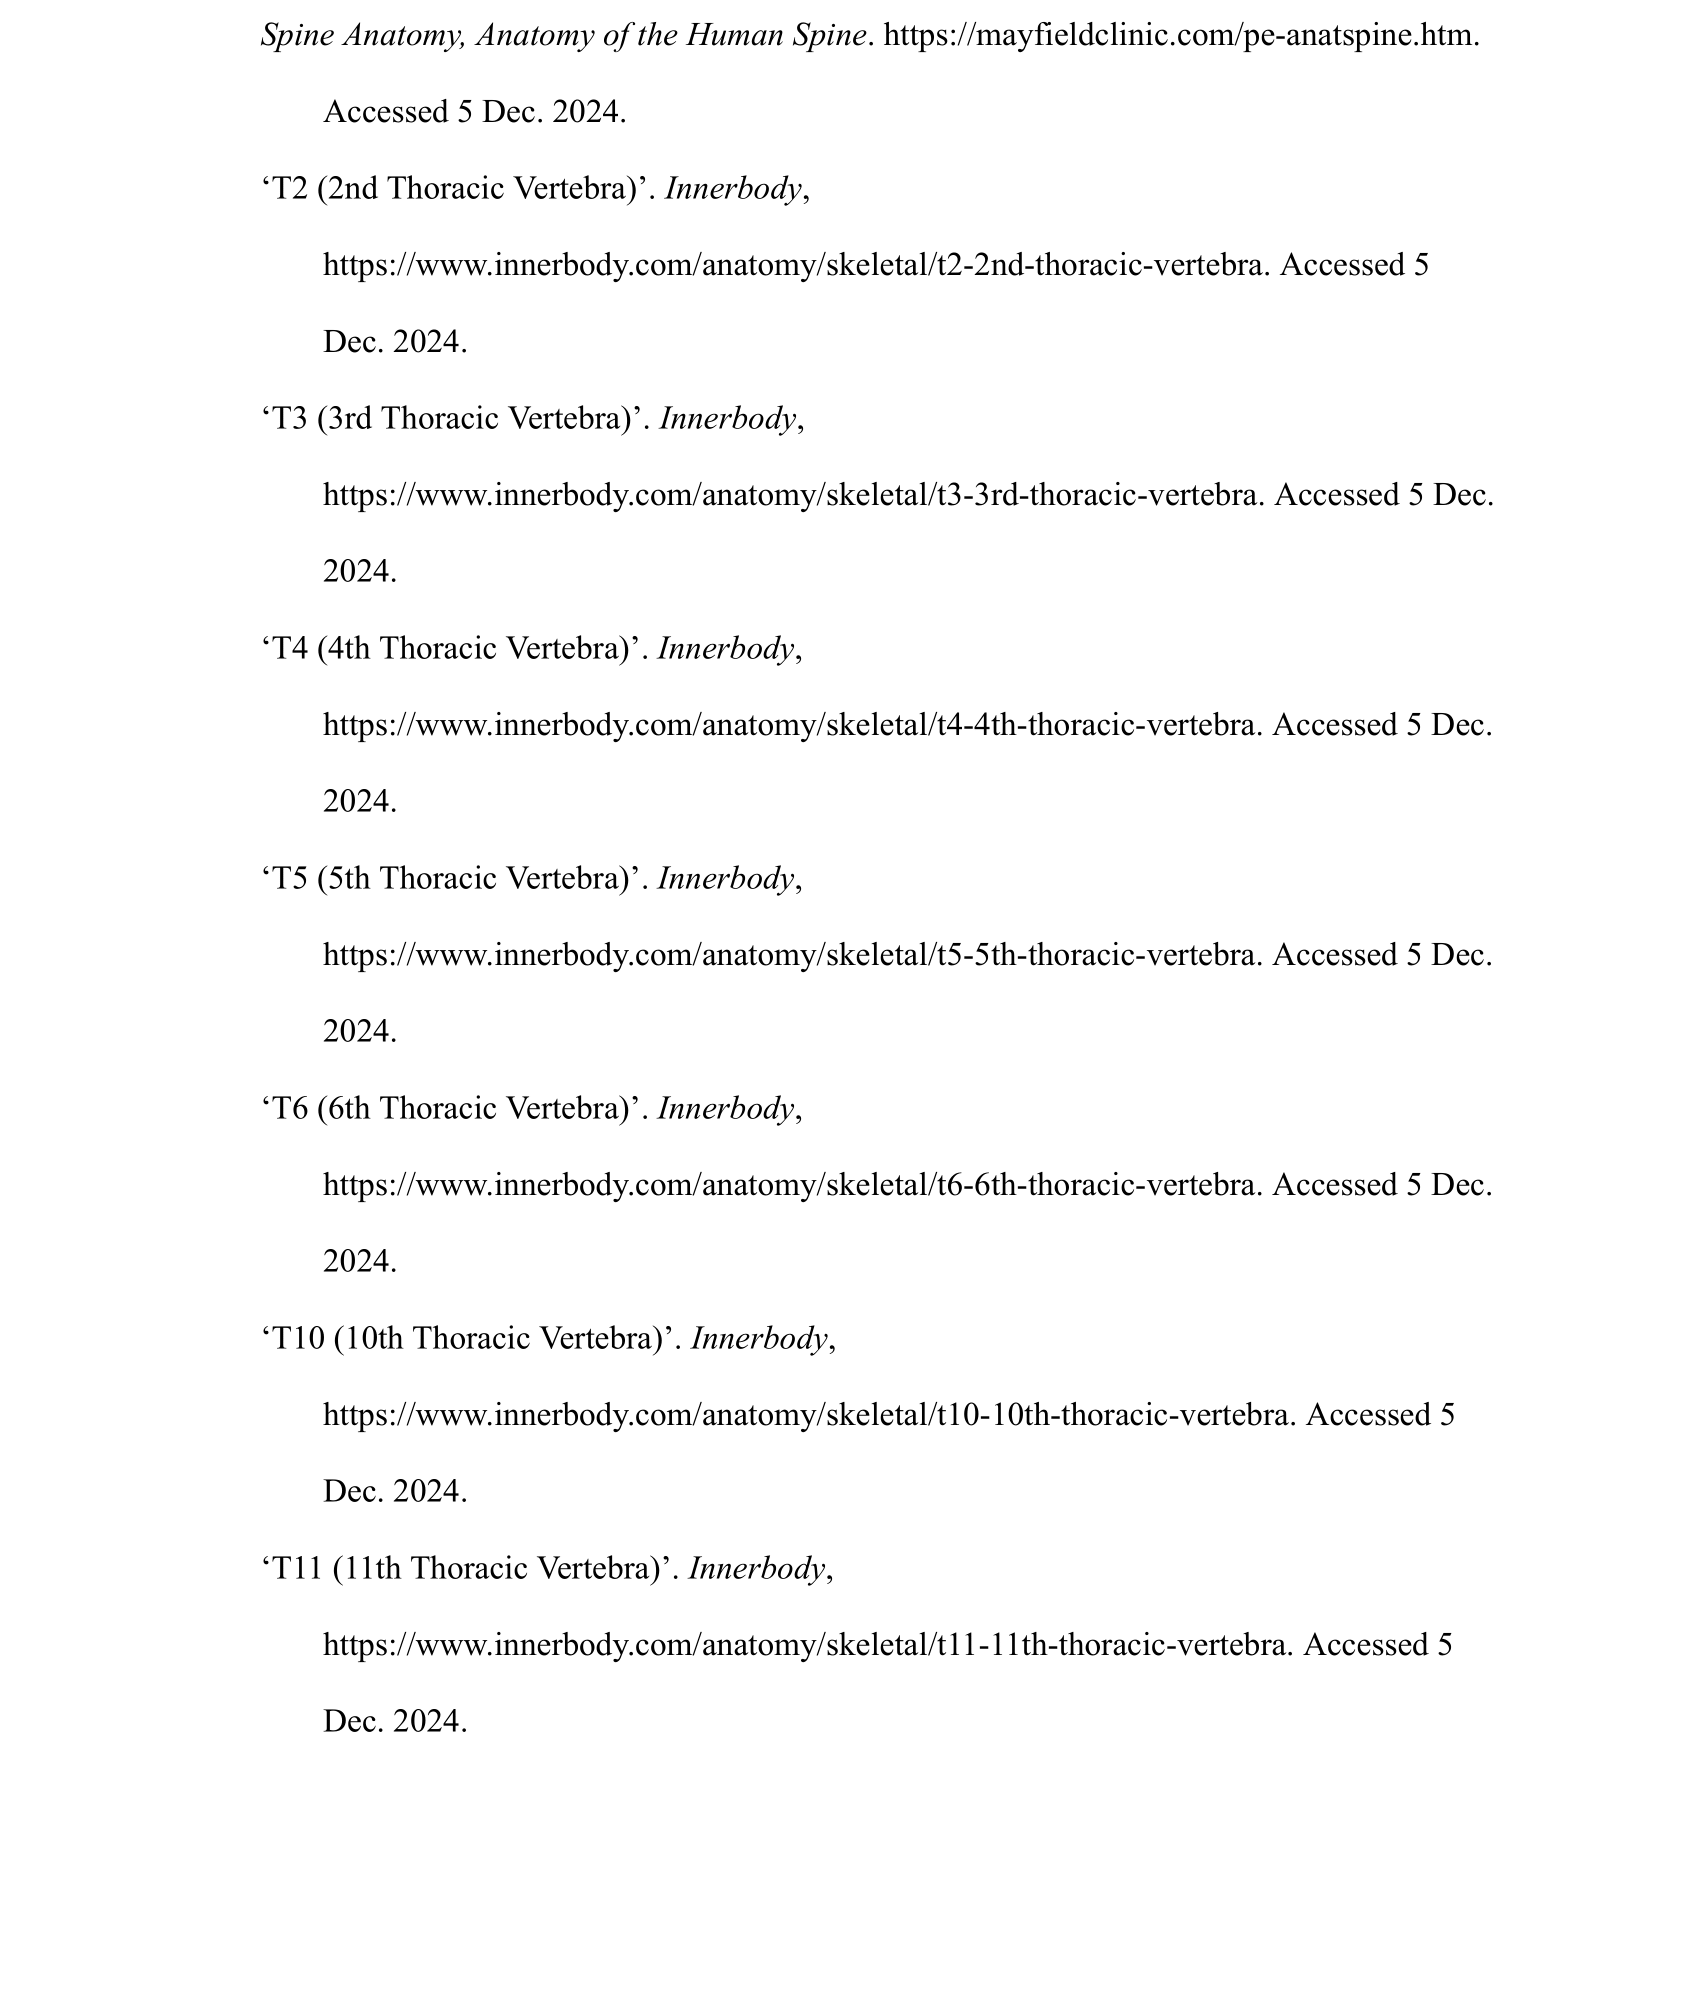 Spine Anatomy, Anatomy of the Human Spine. https://mayfieldclinic.com/pe-anatspine.htm.
Accessed 5 Dec. 2024.
‘T2 (2nd Thoracic Vertebra)’. Innerbody,
https://www.innerbody.com/anatomy/skeletal/t2-2nd-thoracic-vertebra. Accessed 5
Dec. 2024.
‘T3 (3rd Thoracic Vertebra)’. Innerbody,
https://www.innerbody.com/anatomy/skeletal/t3-3rd-thoracic-vertebra. Accessed 5 Dec.
2024.
‘T4 (4th Thoracic Vertebra)’. Innerbody,
https://www.innerbody.com/anatomy/skeletal/t4-4th-thoracic-vertebra. Accessed 5 Dec.
2024.
‘T5 (5th Thoracic Vertebra)’. Innerbody,
https://www.innerbody.com/anatomy/skeletal/t5-5th-thoracic-vertebra. Accessed 5 Dec.
2024.
‘T6 (6th Thoracic Vertebra)’. Innerbody,
https://www.innerbody.com/anatomy/skeletal/t6-6th-thoracic-vertebra. Accessed 5 Dec.
2024.
‘T10 (10th Thoracic Vertebra)’. Innerbody,
https://www.innerbody.com/anatomy/skeletal/t10-10th-thoracic-vertebra. Accessed 5
Dec. 2024.
‘T11 (11th Thoracic Vertebra)’. Innerbody,
https://www.innerbody.com/anatomy/skeletal/t11-11th-thoracic-vertebra. Accessed 5
Dec. 2024.